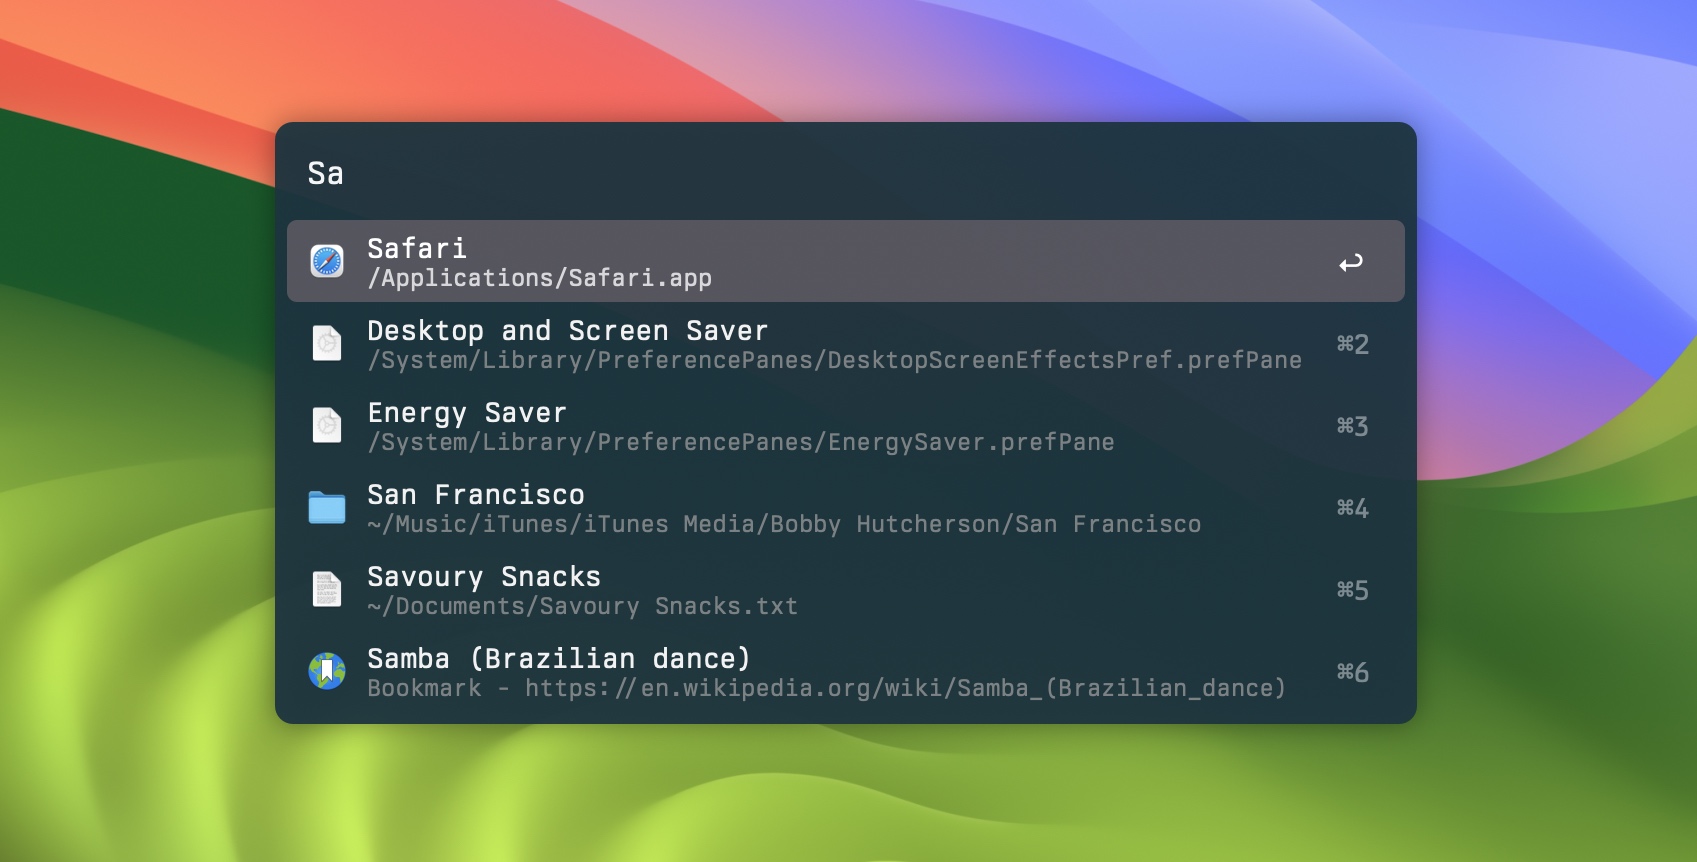 Sa
Safari
/Applications/Safari.app
Desktop and Screen Saver
/System/Library/PreferencePanes/DesktopScreenEffectsPref.prefPane
⌘2
Energy Saver
/System/Library/PreferencePanes/EnergySaver.prefPane
⌘3
San Francisco
~/Music/iTunes/iTunes Media/Bobby Hutcherson/San Francisco
⌘4
Savoury Snacks
~/Documents/Savoury Snacks.txt
⌘5
Samba (Brazilian dance)
Bookmark - https://en.wikipedia.org/wiki/Samba_(Brazilian_dance)
⌘6